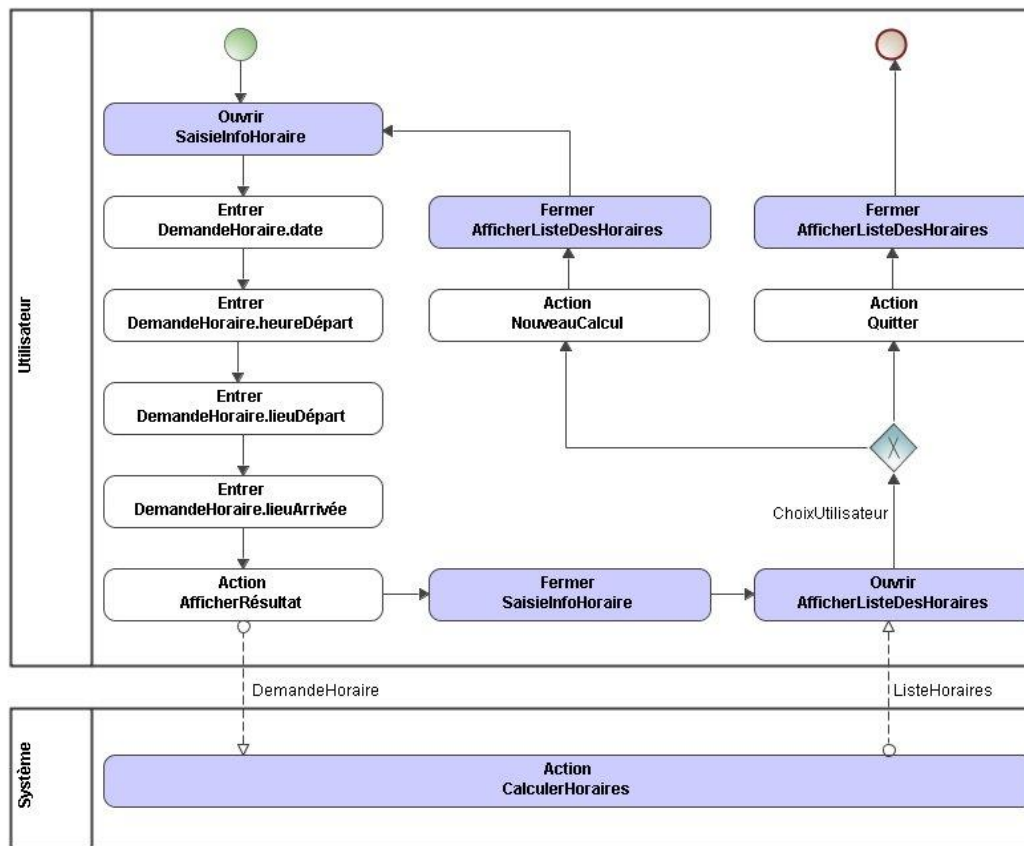 Utilisateur
Ouvrir
SaisieInfoHoraire
Entrer
DemandeHoraire.date
Entrer
DemandeHoraire.heureDépart
Entrer
DemandeHoraire.lieuDépart
Entrer
DemandeHoraire.lieuArrivée
Action
AfficherRésultat
Fermer
SaisieInfoHoraire
Ouvrir
AfficherListeDesHoraires
ChoixUtilisateur
X
Action
NouveauCalcul
Fermer
AfficherListeDesHoraires
Action
Quitter
Fermer
AfficherListeDesHoraires
DemandeHoraire
ListeHoraires
Système
Action
CalculerHoraires